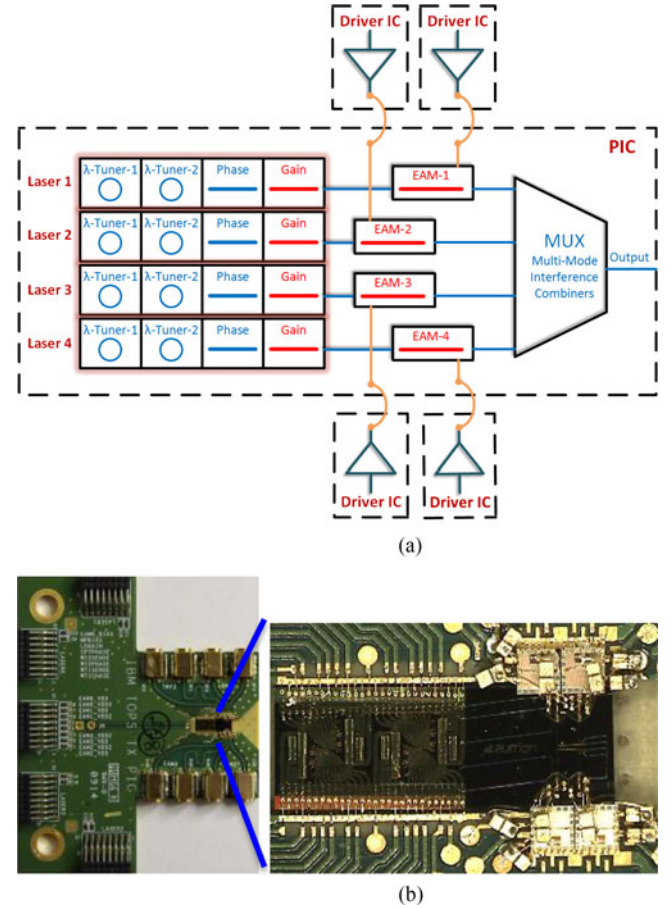 Driver IC Driver IC
PIC
Laser 1 λ-Tuner-1 λ-Tuner-2 Phase Gain EAM-1
Laser 2 λ-Tuner-1 λ-Tuner-2 Phase Gain EAM-2
MUX
Multi-Mode
Interference
Combiners
Output
Laser 3 λ-Tuner-1 λ-Tuner-2 Phase Gain EAM-3
Laser 4 λ-Tuner-1 λ-Tuner-2 Phase Gain EAM-4
Driver IC Driver IC
(a)
IBM TOPS TX PIC
0914
(b)